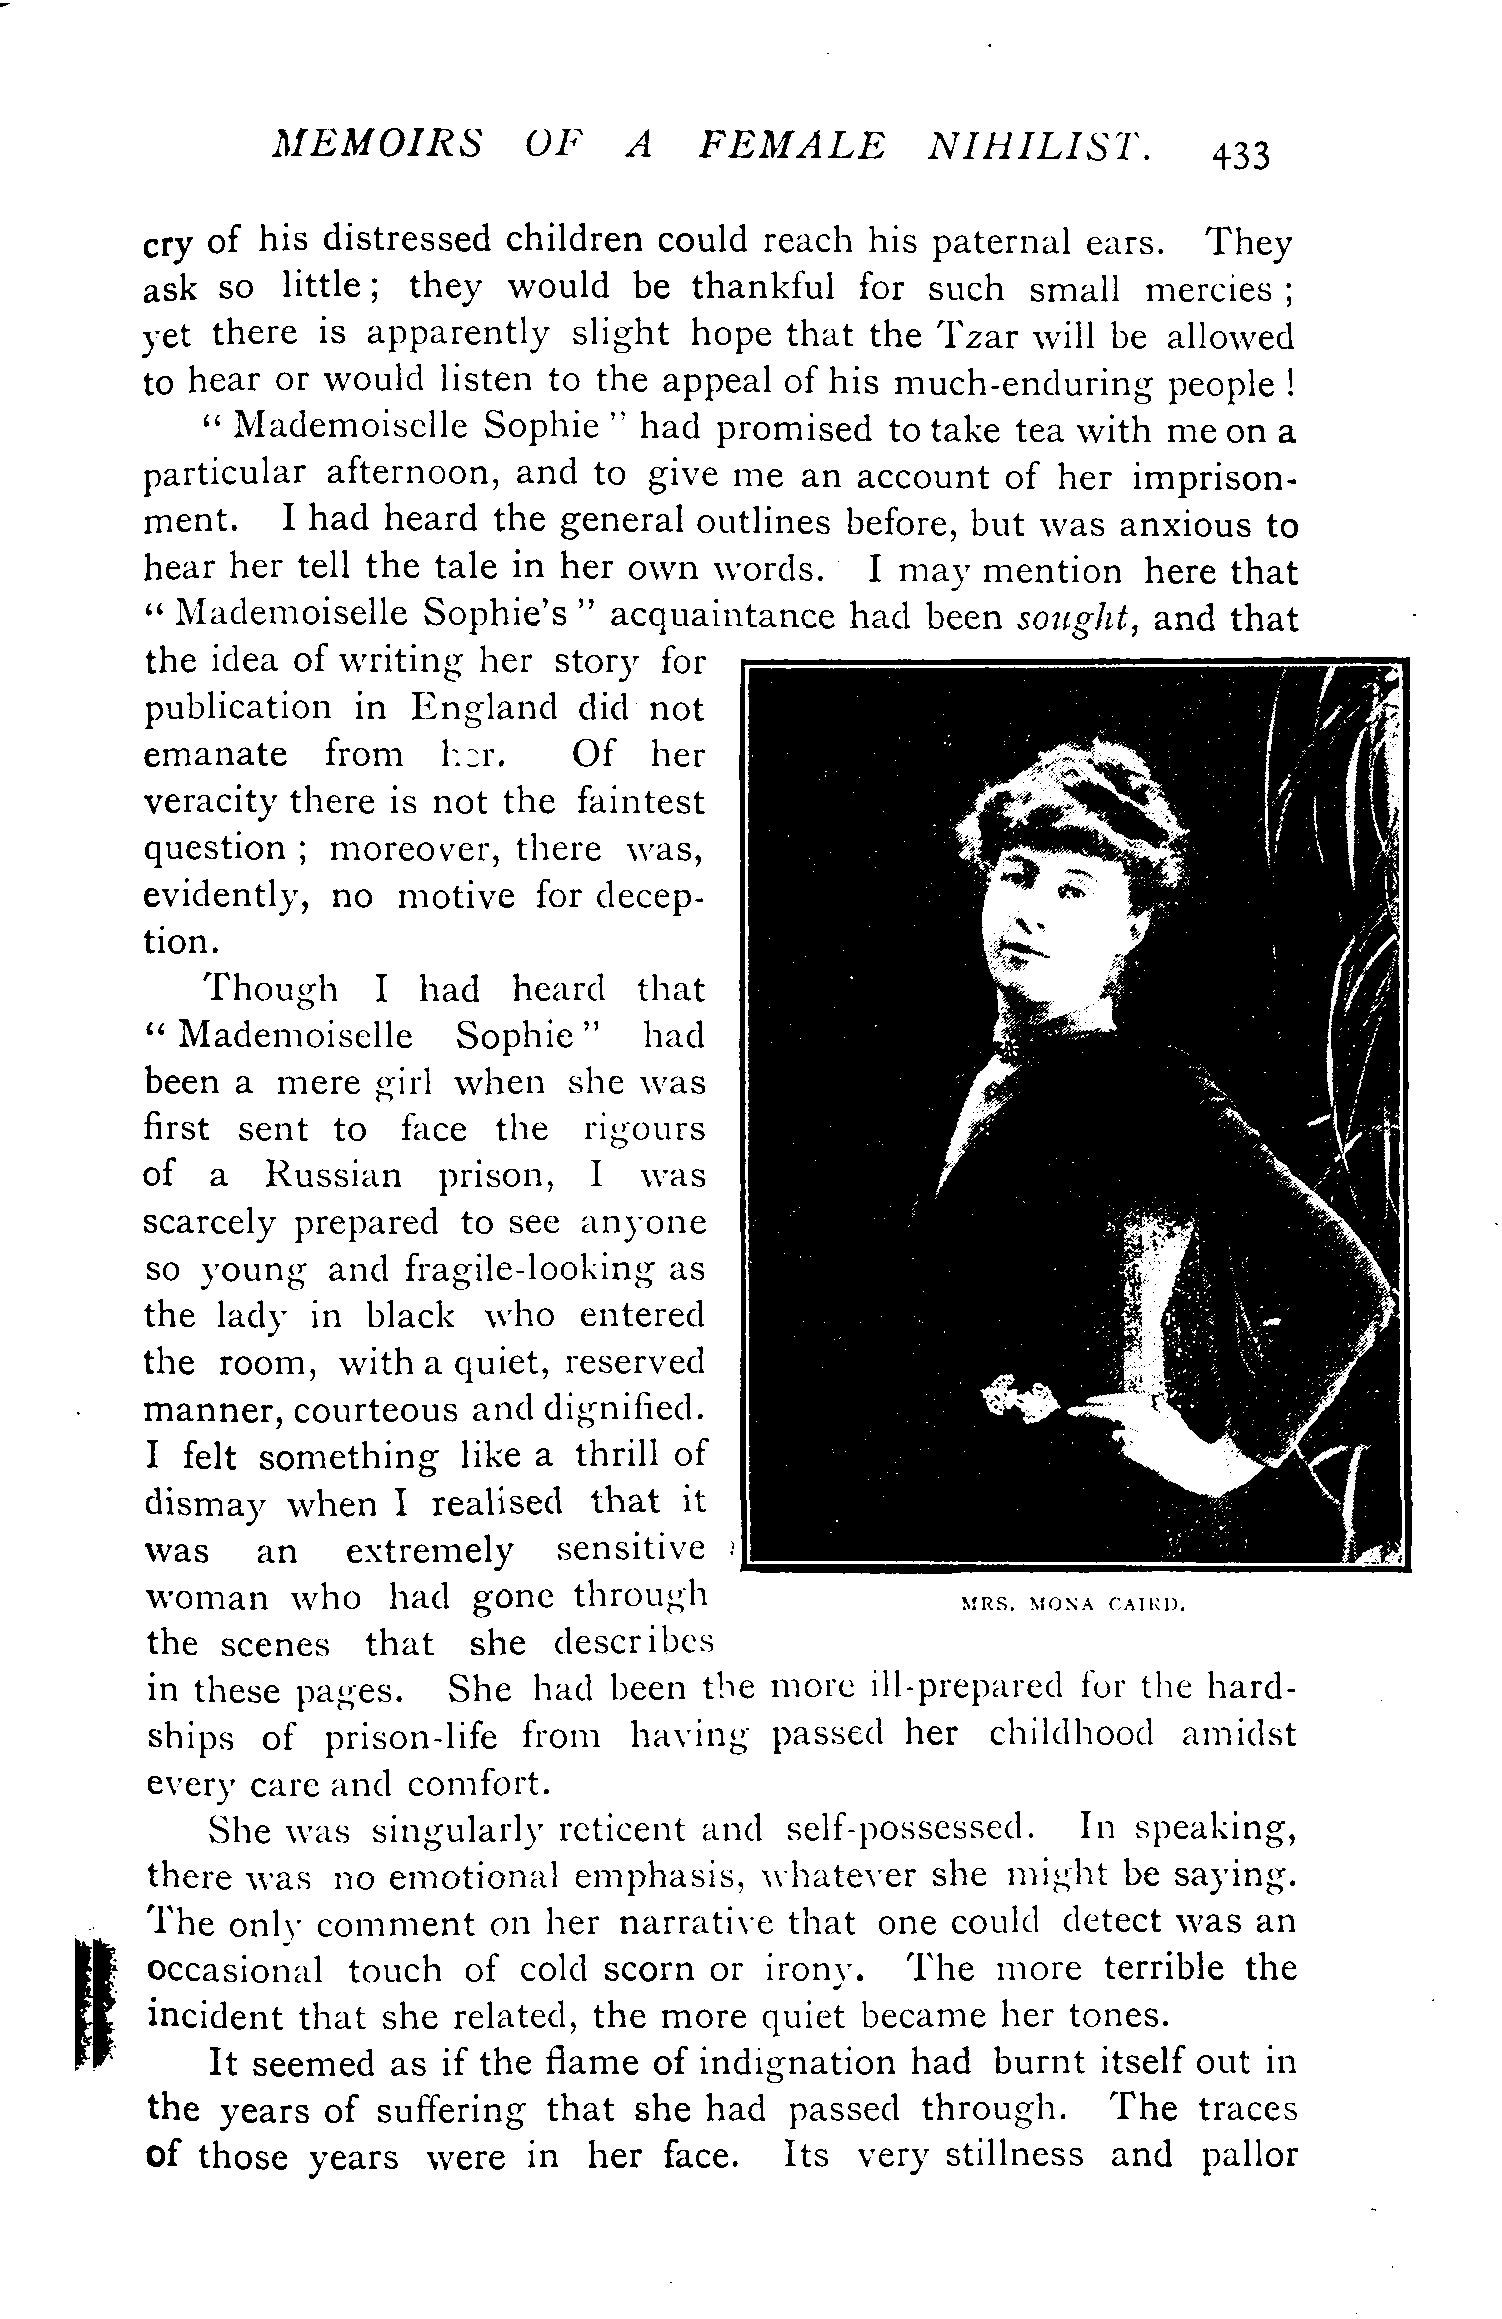 MEMOIRS OF A FEMALE NIHILIST. 433
cry of his distressed children could reach his paternal ears. They
ask so little; they would be thankful for such small mercies;
yet there is apparently slight hope that the Tzar will be allowed
to hear or would listen to the appeal of his much-enduring people!
"Mademoiselle Sophie" had promised to take tea with me on a
particular afternoon, and to give me an account of her imprison-
ment. I had heard the general outlines before, but was anxious to
hear her tell the tale in her own words. I may mention here that
"Mademoiselle Sophie's" acquaintance had been sought, and that
the idea of writing her story for
publication in England did not
emanate from her. Of her
veracity there is not the faintest
question; moreover, there was,
evidently, no motive for decep-
tion.
Though I had heard that
"Mademoiselle Sophie" had
been a mere girl when she was
first sent to face the rigours
of a Russian prison, I was
scarcely prepared to see anyone
so young and fragile-looking as
the lady in black who entered
the room, with a quiet, reserved
manner, courteous and dignified.
I felt something like a thrill of
dismay when I realised that it
was an extremely sensitive
woman who had gone through
the scenes that she describes
in these pages. She had been the more ill-prepared for the hard-
ships of prison-life from having passed her childhood amidst
every care and comfort.
MRS. MONA CAIRD.
She was singularly reticent and self-possessed. In speaking,
there was no emotional emphasis, whatever she might be saying.
The only comment on her narrative that one could detect was an
occasional touch of cold scorn or irony. The more terrible the
incident that she related, the more quiet became her tones.
It seemed as if the flame of indignation had burnt itself out in
the years of suffering that she had passed through. The traces
of those years were in her face. Its very stillness and pallor